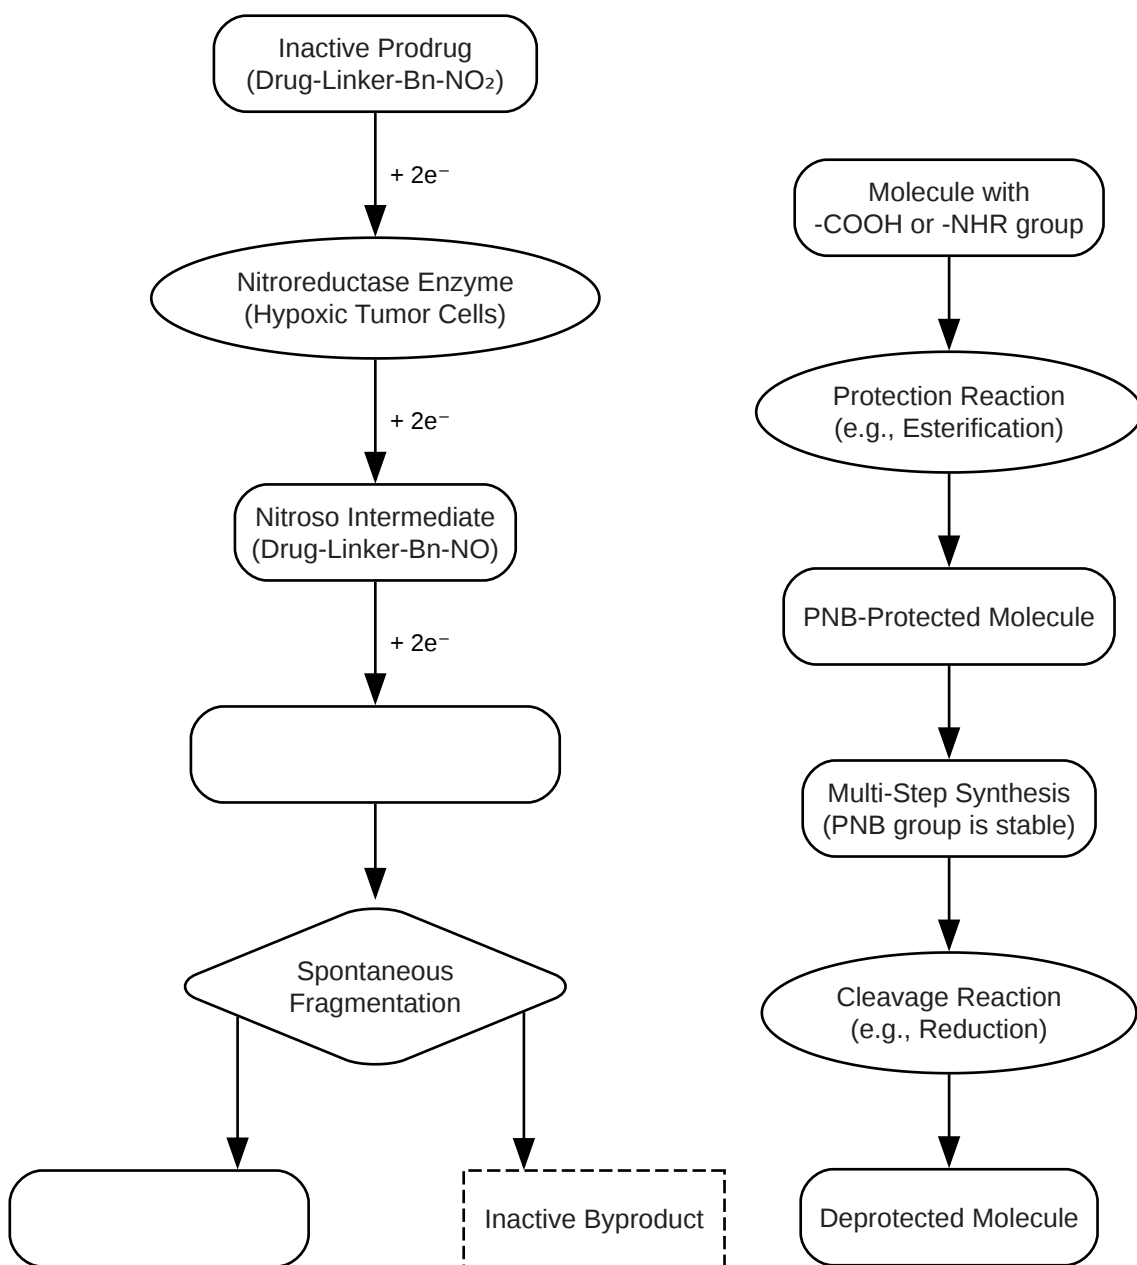 Inactive Prodrug
(Drug-Linker-Bn-NO₂)
+ 2e⁻
Nitroreductase Enzyme
(Hypoxic Tumor Cells)
+ 2e⁻
Nitroso Intermediate
(Drug-Linker-Bn-NO)
+ 2e⁻
Spontaneous
Fragmentation
Inactive Byproduct
Molecule with
-COOH or -NHR group
Protection Reaction
(e.g., Esterification)
PNB-Protected Molecule
Multi-Step Synthesis
(PNB group is stable)
Cleavage Reaction
(e.g., Reduction)
Deprotected Molecule